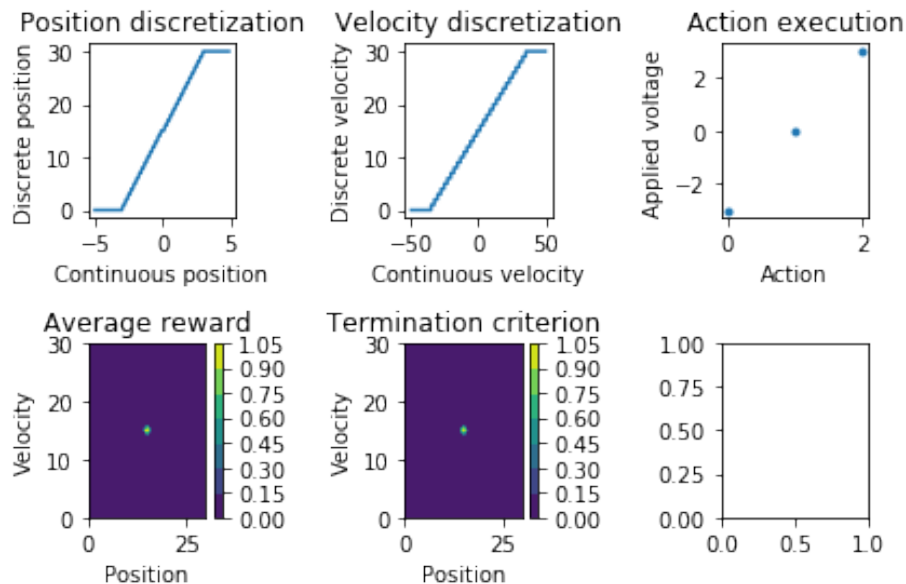 Position discretization
Discrete position
30
20
10
0
−5 0 5
Continuous position
Velocity discretization
Discrete velocity
30
20
10
0
−50 0 50
Continuous velocity
Action execution
Applied voltage
2
0
−2
0 2
Action
Average reward
Velocity
30
20
10
0
0 25
Position
1.05
0.90
0.75
0.60
0.45
0.30
0.15
0.00
Termination criterion
Velocity
30
20
10
0
0 25
Position
1.05
0.90
0.75
0.60
0.45
0.30
0.15
0.00
1.00
0.75
0.50
0.25
0.00
0.0 0.5 1.0